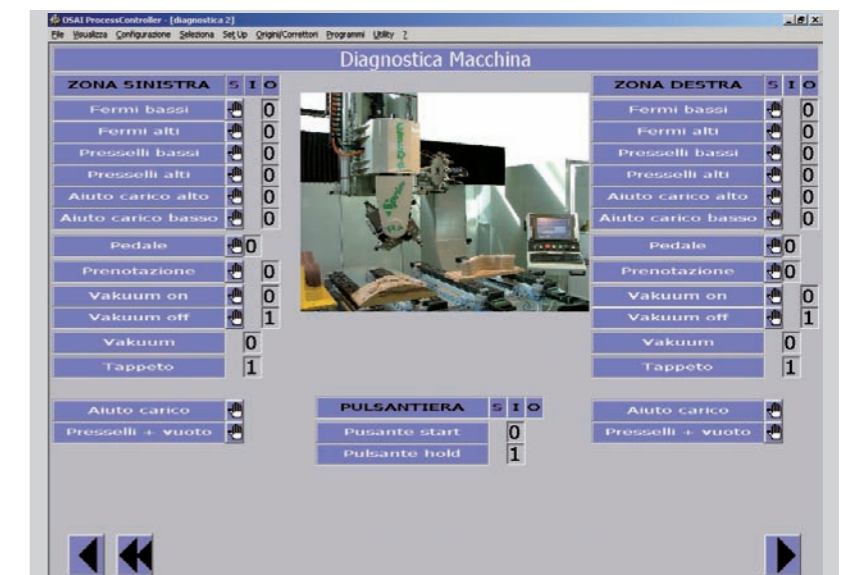 OSAI ProcessController - [diagnostica 2]
File Visualizza Configurazione Seleziona Set Up Origini/Correttori Programmi Utility ?
Diagnostica Macchina
ZONA SINISTRA S I O
Fermi bassi 0
Fermi alti 0
Presselli bassi 0
Presselli alti 0
Aiuto carico alto 0
Aiuto carico basso 0
Pedale 0
Prenotazione 0
Vakuum on 0
Vakuum off 1
Vakuum 0
Tappeto 1
Aiuto carico
Presselli + vuoto
PULSANTIERA S I O
Pusante start 0
Pulsante hold 1
ZONA DESTRA S I O
Fermi bassi 0
Fermi alti 0
Presselli bassi 0
Presselli alti 0
Aiuto carico alto 0
Aiuto carico basso 0
Pedale 0
Prenotazione 0
Vakuum on 0
Vakuum off 1
Vakuum 0
Tappeto 1
Aiuto carico
Presselli + vuoto